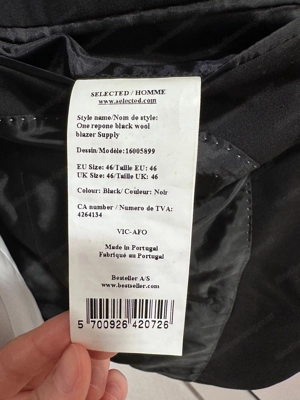 SELECTED / HOMME
www.selected.com
Style name/Nom de style:
One repone black wool
blazer Supply
Dessin/Modèle:16005899
EU Size: 46/Taille EU: 46
UK Size: 46/Taille UK: 46
Colour: Black/ Couleur: Noir
CA number / Numero de TVA:
4264134
VIC-AFO
Made in Portugal
Fabriqué au Portugal
Bestseller A/S
www.bestseller.com
5 700926 420726